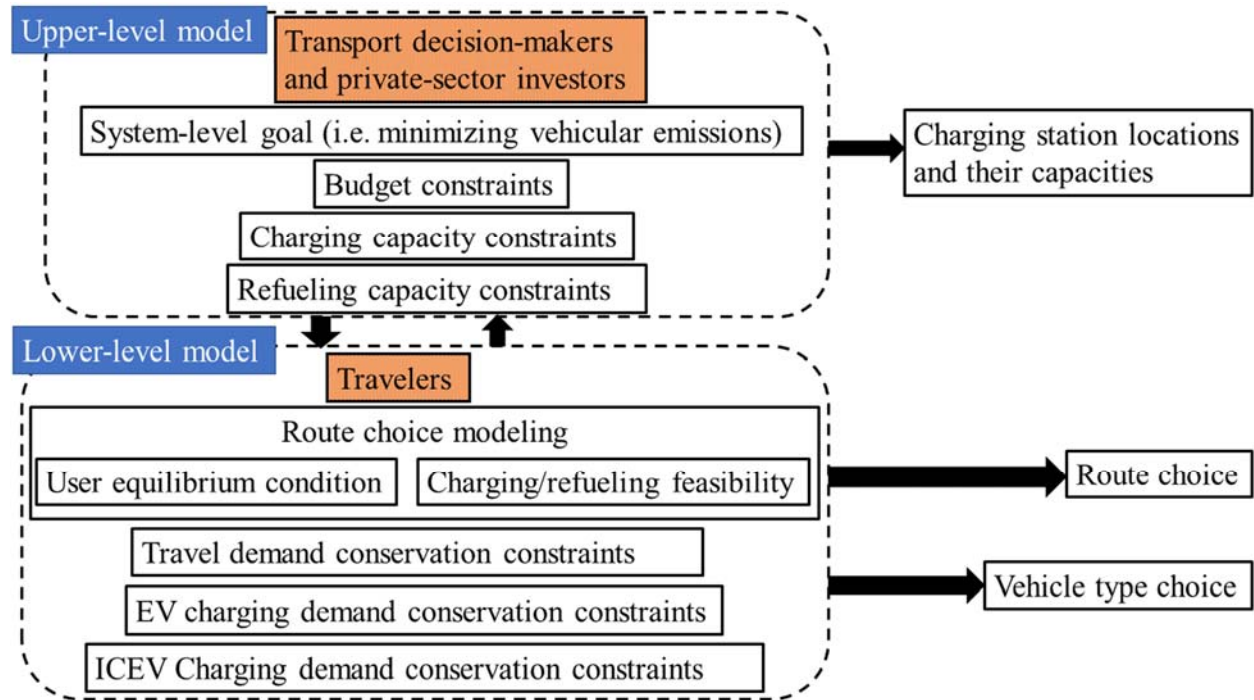 Upper-level model
Transport decision-makers
and private-sector investors
System-level goal (i.e. minimizing vehicular emissions)
Budget constraints
Charging capacity constraints
Refueling capacity constraints
Charging station locations
and their capacities
Lower-level model
Travelers
Route choice modeling
User equilibrium condition
Charging/refueling feasibility
Travel demand conservation constraints
EV charging demand conservation constraints
ICEV Charging demand conservation constraints
Route choice
Vehicle type choice